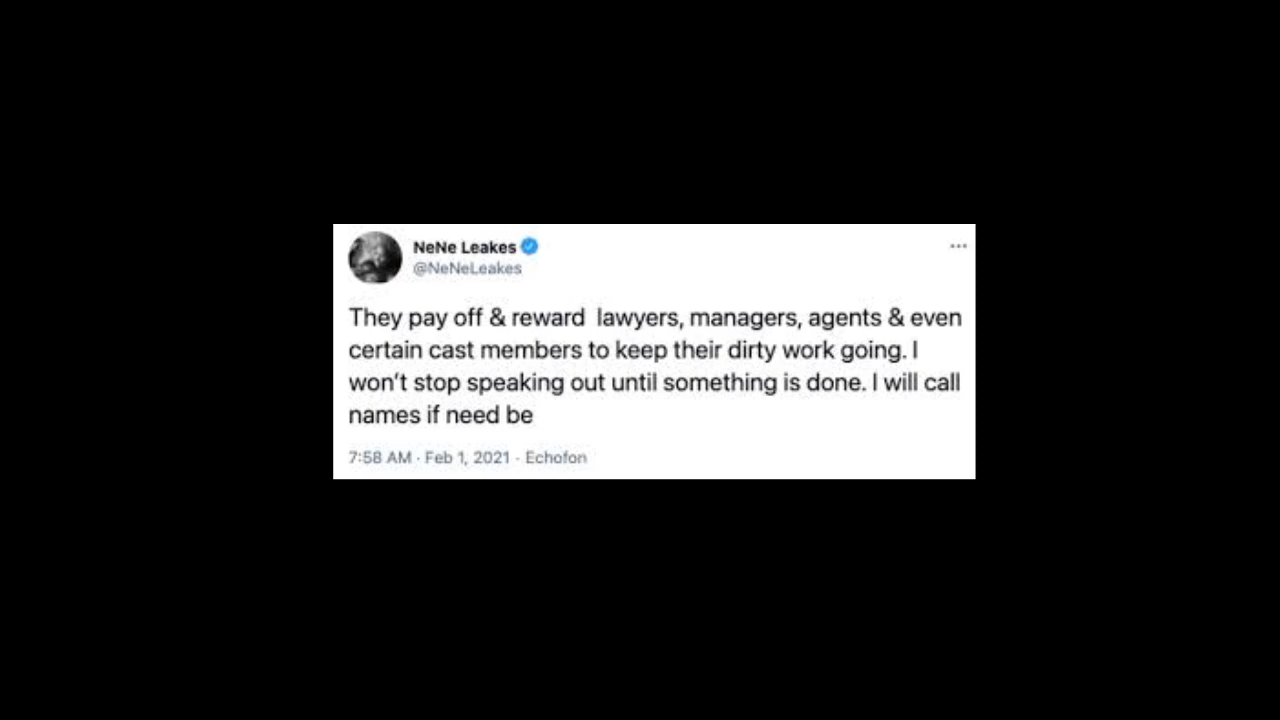 NeNe Leakes
@NeNeLeakes
They pay off & reward  lawyers, managers, agents & even
certain cast members to keep their dirty work going. I
won't stop speaking out until something is done. I will call
names if need be
7:58 AM · Feb 1, 2021 · Echofon